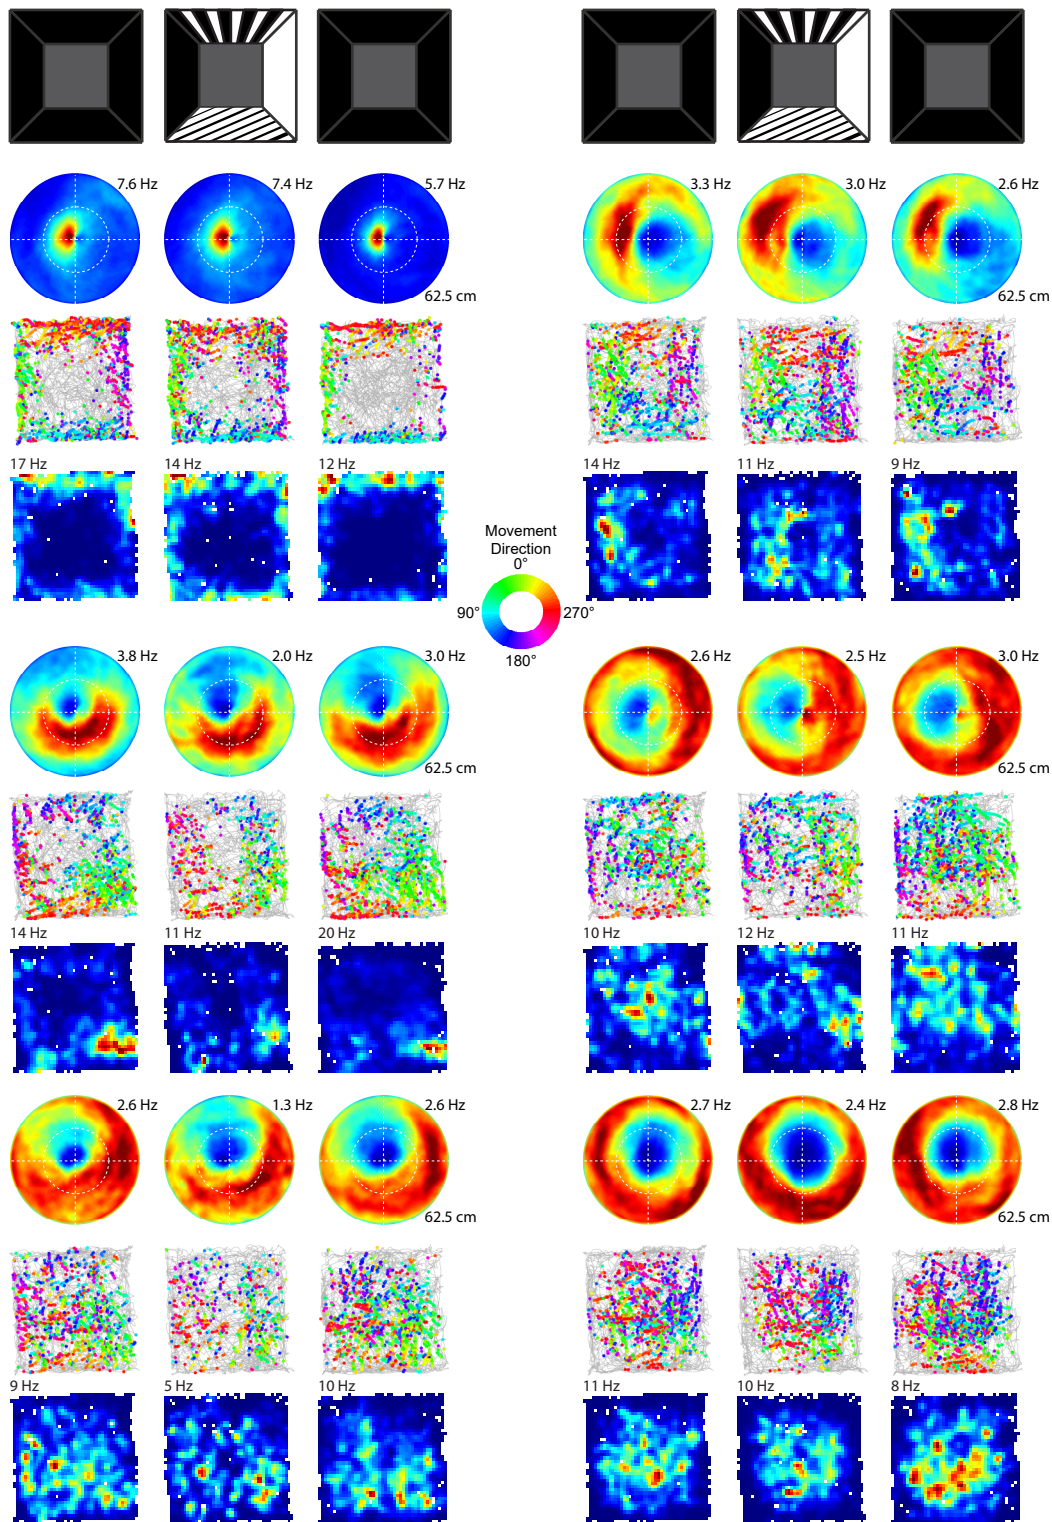 7.6 Hz
7.4 Hz
5.7 Hz
3.3 Hz
3.0 Hz
2.6 Hz
62.5 cm
62.5 cm
17 Hz
14 Hz
12 Hz
14 Hz
11 Hz
9 Hz
Movement
Direction
0°
90°
270°
180°
3.8 Hz
2.0 Hz
3.0 Hz
2.6 Hz
2.5 Hz
3.0 Hz
62.5 cm
62.5 cm
14 Hz
11 Hz
20 Hz
10 Hz
12 Hz
11 Hz
2.6 Hz
1.3 Hz
2.6 Hz
2.7 Hz
2.4 Hz
2.8 Hz
62.5 cm
62.5 cm
9 Hz
5 Hz
10 Hz
11 Hz
10 Hz
8 Hz